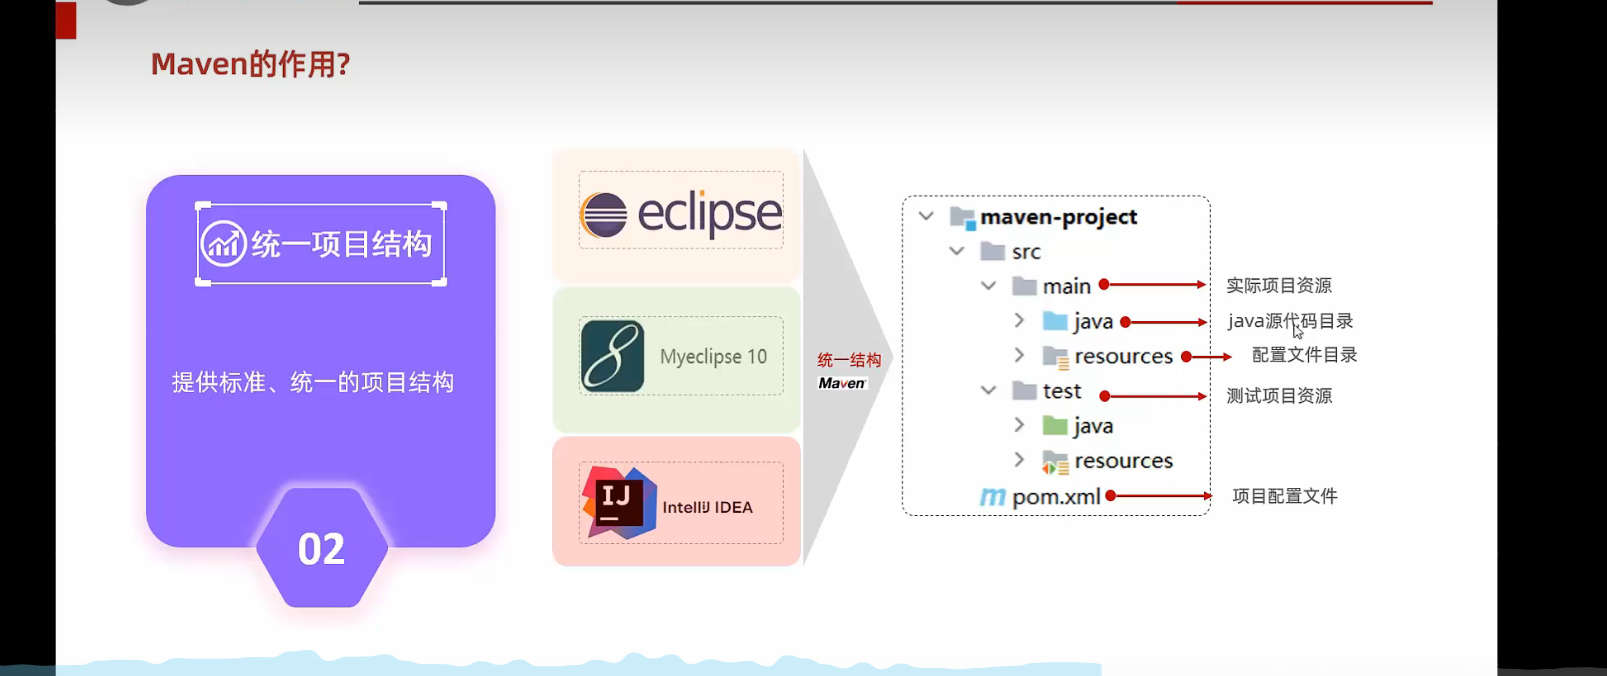 Maven的作用?
统一项目结构
提供标准、统一的项目结构
02
eclipse
Myeclipse 10
IJ
IntelliJ IDEA
统一结构
Maven
maven-project
src
main
实际项目资源
java
java源代码目录
resources
配置文件目录
test
测试项目资源
java
resources
m pom.xml
项目配置文件